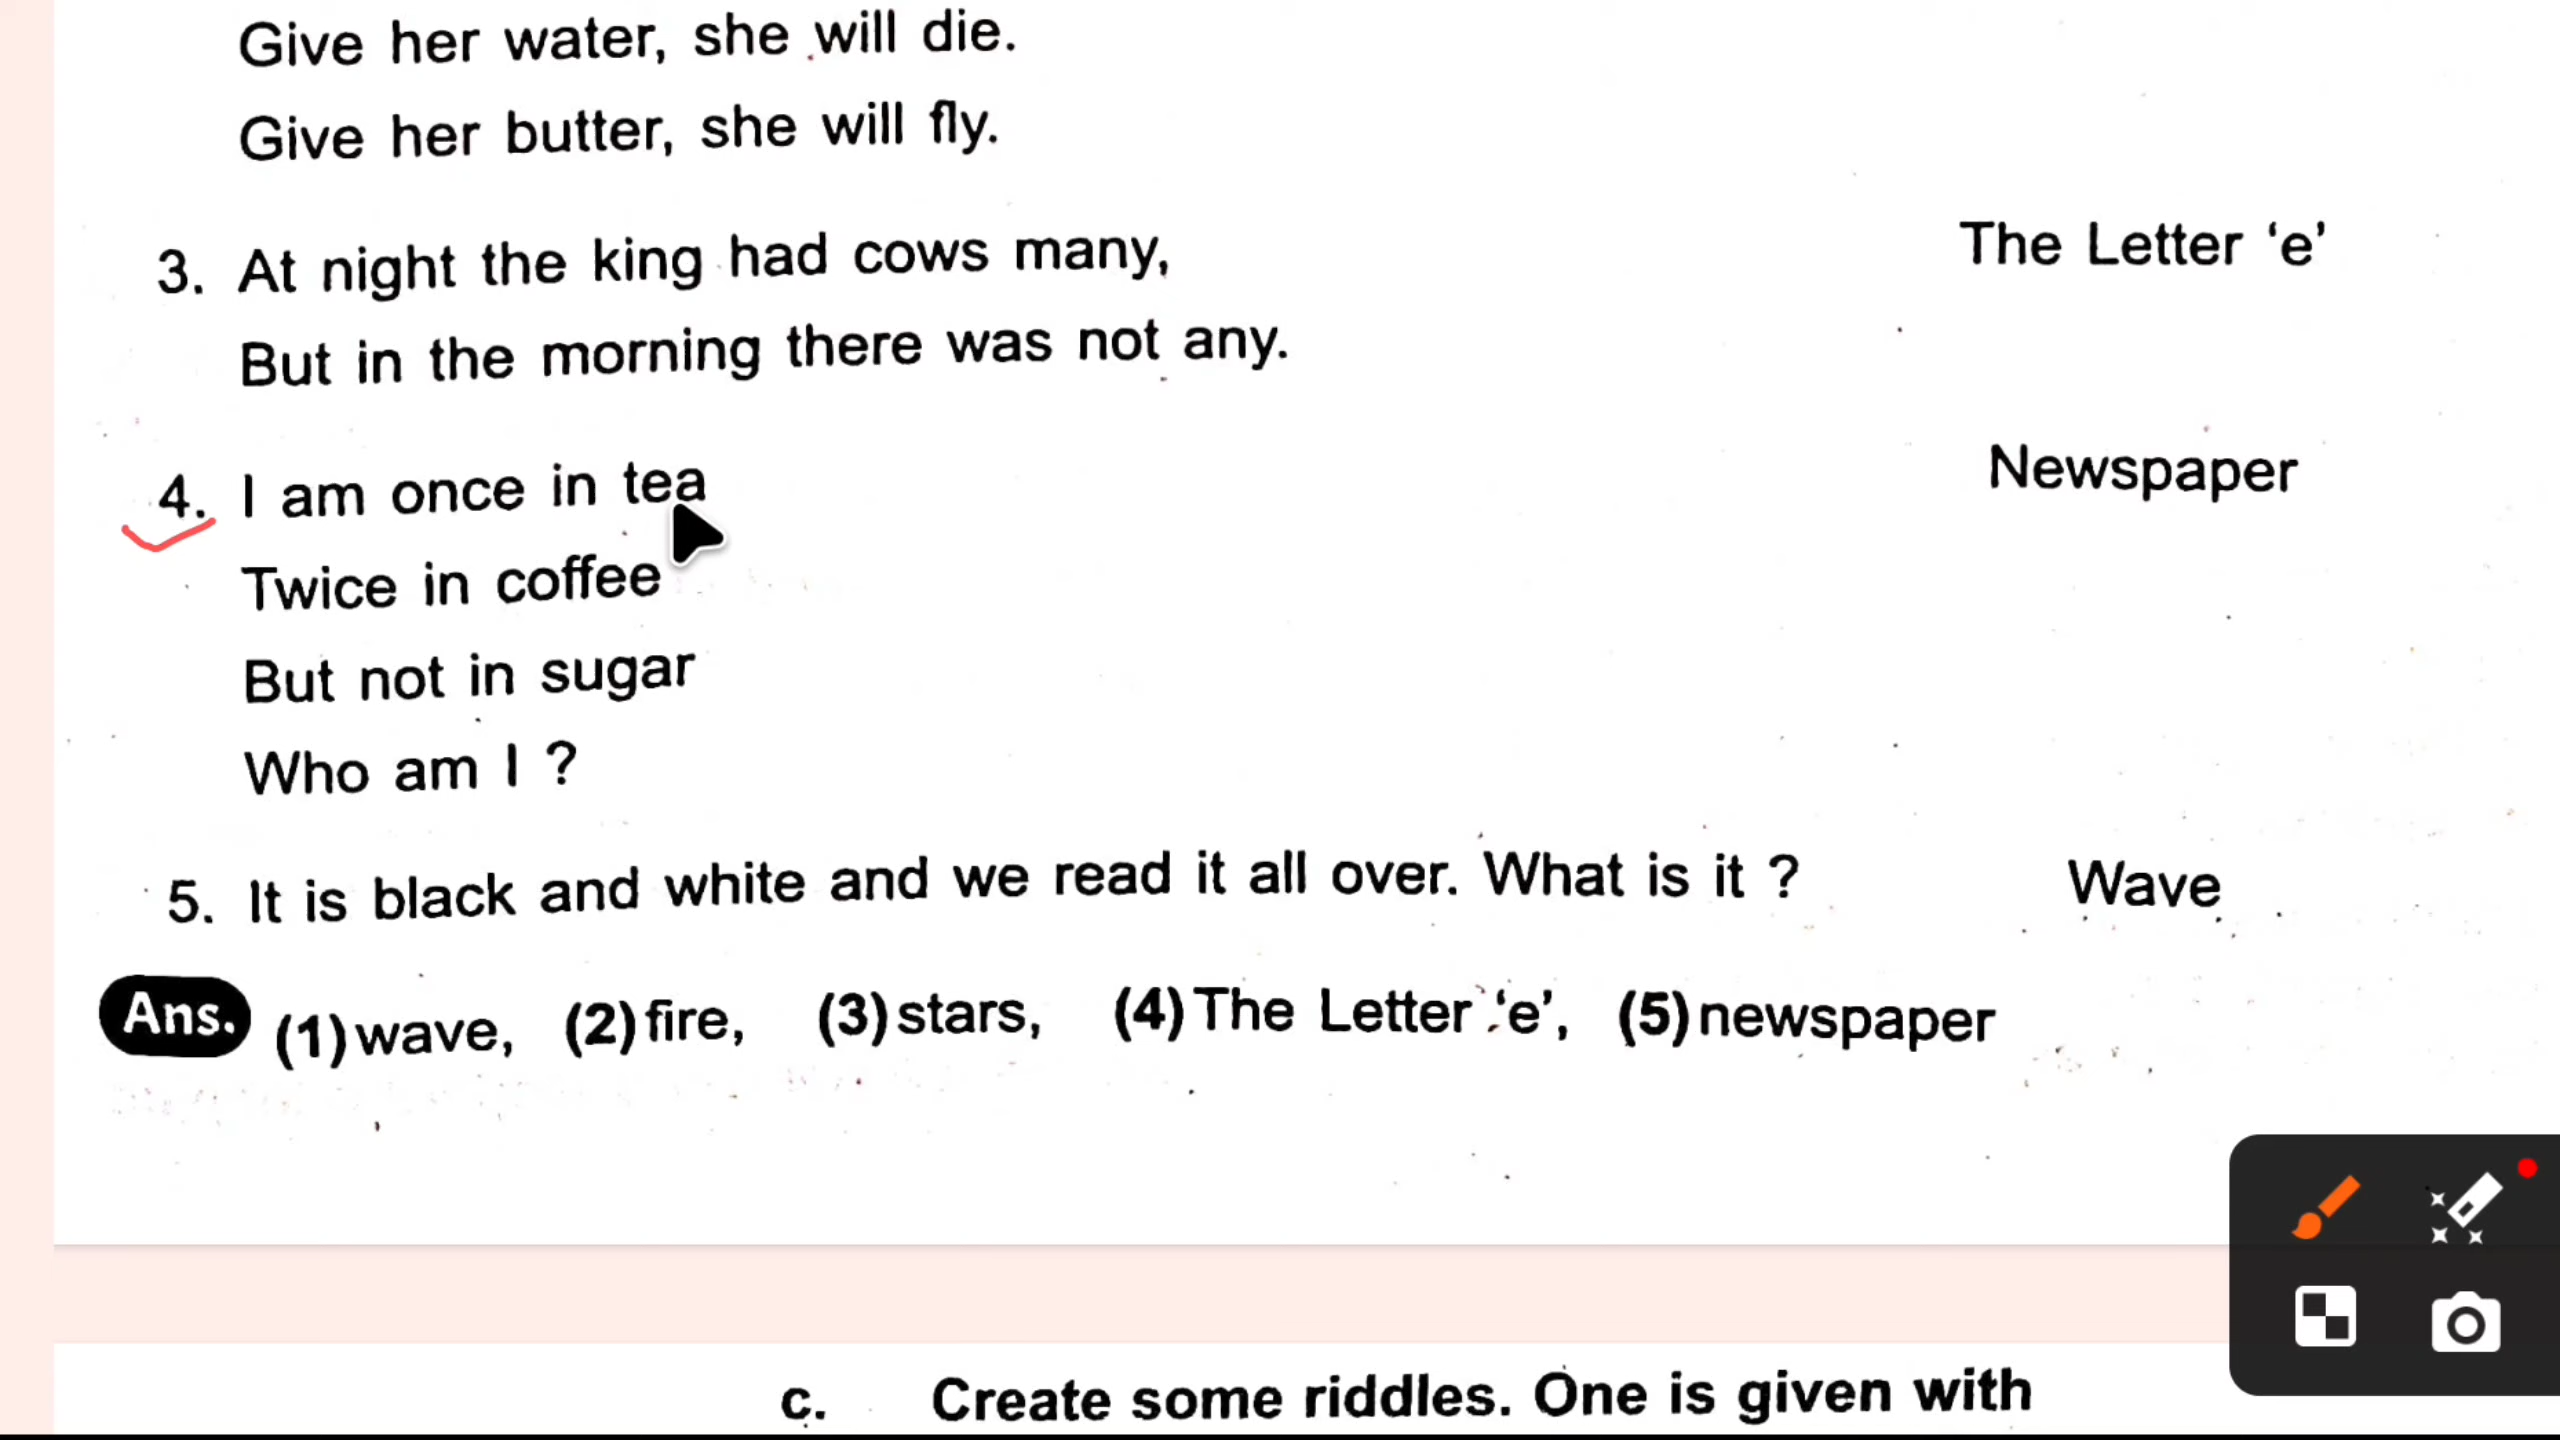 Give her water, she will die.
Give her butter, she will fly.
3. At night the king had cows many, The Letter ‘e’
But in the morning there was not any.
4. I am once in tea Newspaper
Twice in coffee
But not in sugar
Who am I ?
5. It is black and white and we read it all over. What is it ? Wave
Ans. (1) wave, (2) fire, (3) stars, (4) The Letter ‘e’, (5) newspaper
c. Create some riddles. One is given with